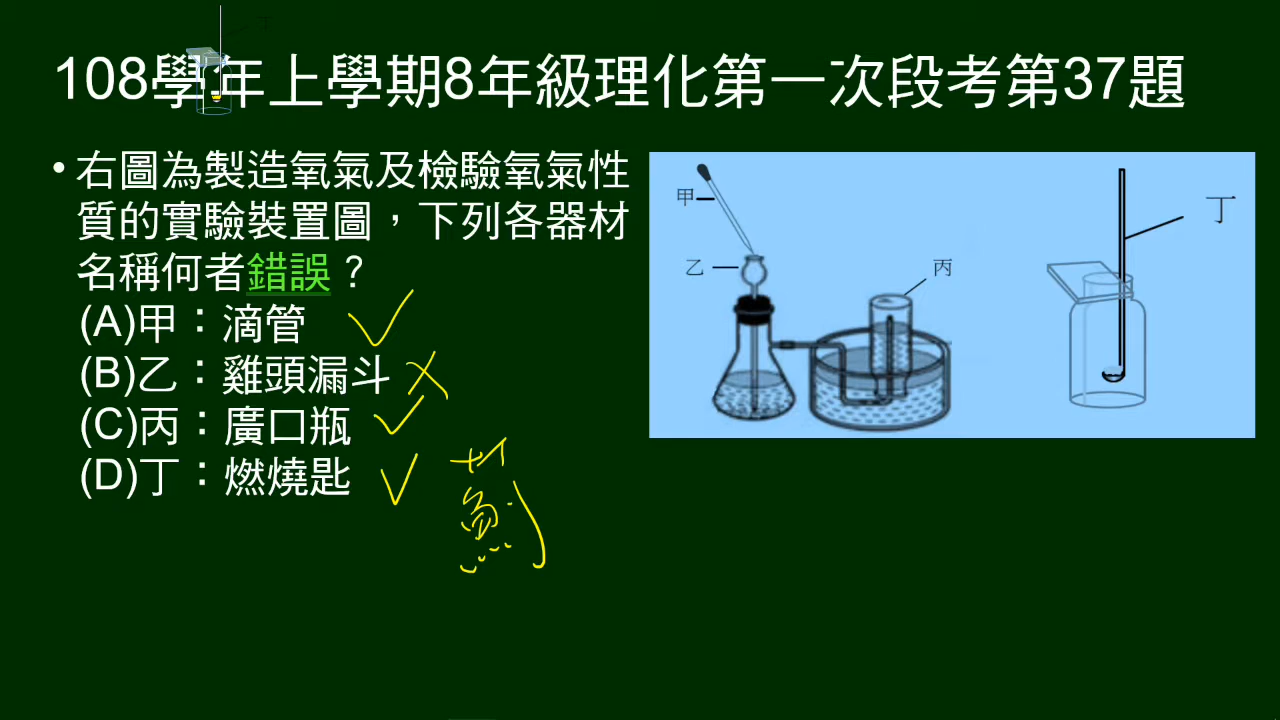 108學年上學期8年級理化第一次段考第37題
•右圖為製造氧氣及檢驗氧氣性
質的實驗裝置圖，下列各器材
名稱何者錯誤？
(A)甲：滴管
(B)乙：雞頭漏斗
(C)丙：廣口瓶
(D)丁：燃燒匙
薊
甲
乙
丙
丁